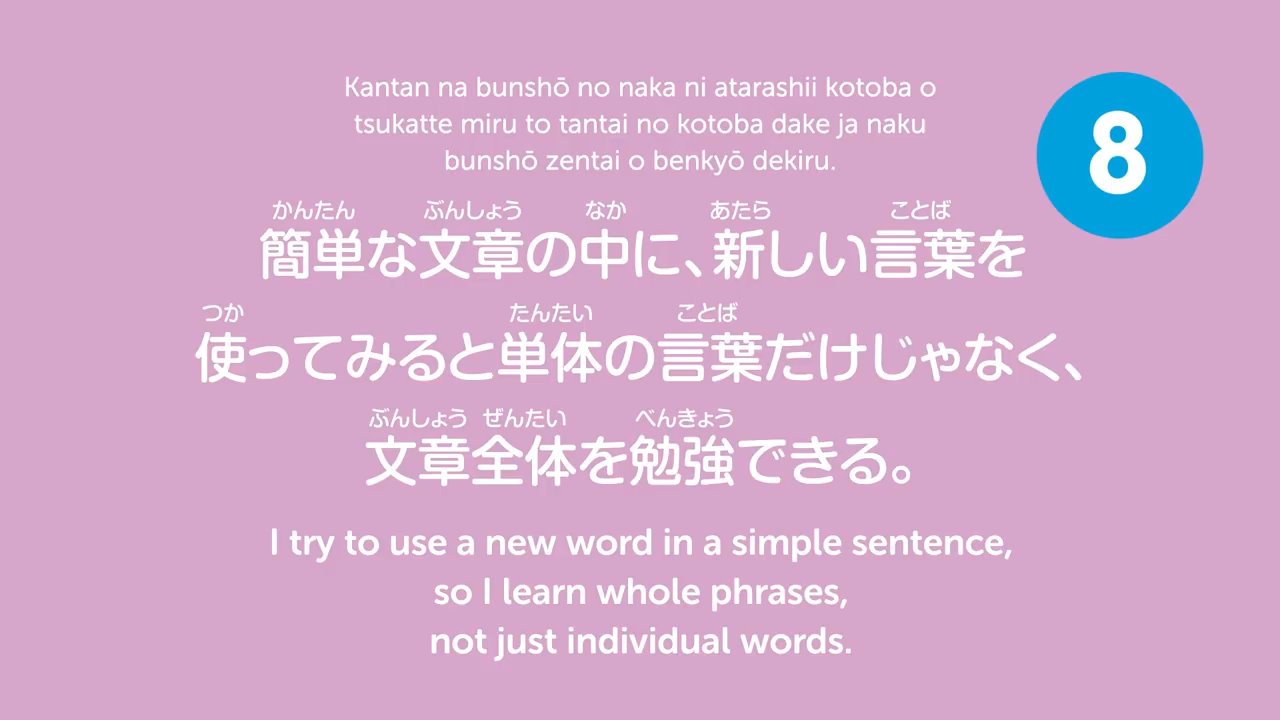 Kantan na bunshō no naka ni atarashii kotoba o
tsukatte miru to tantai no kotoba dake ja naku
bunshō zentai o benkyō dekiru.
8
かんたん ぶんしょう なか あたら ことば
簡単な文章の中に、新しい言葉を
つか たんたい ことば
使ってみると単体の言葉だけじゃなく、
ぶんしょう ぜんたい べんきょう
文章全体を勉強できる。
I try to use a new word in a simple sentence,
so I learn whole phrases,
not just individual words.